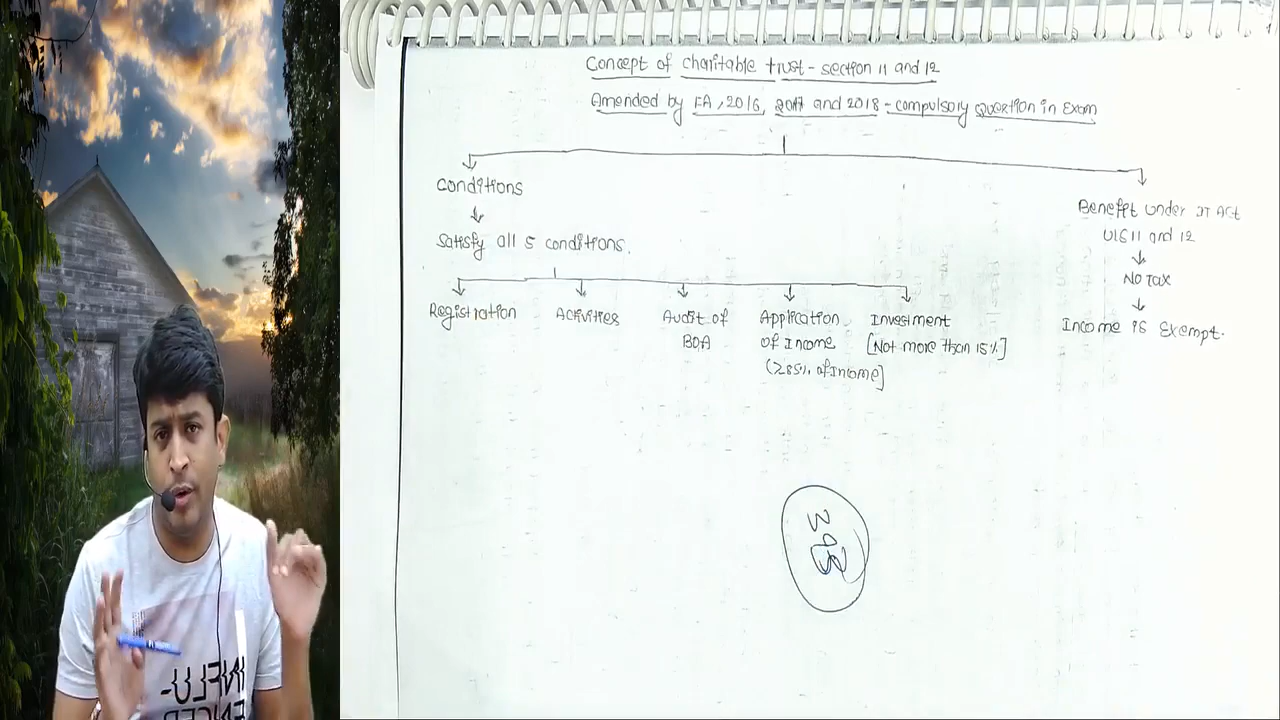 Concept of charitable trust - section 11 and 12
Amended by FA, 2016, 2017 and 2018 - compulsory Question in Exam
Conditions
Satisfy all 5 conditions.
Registration
Activities
Audit of
BOA
Application
of Income
(≥85% of Income]
Investment
[Not more than 15%]
Benefit under IT Act
U/S 11 and 12
NO Tax
Income is Exempt.